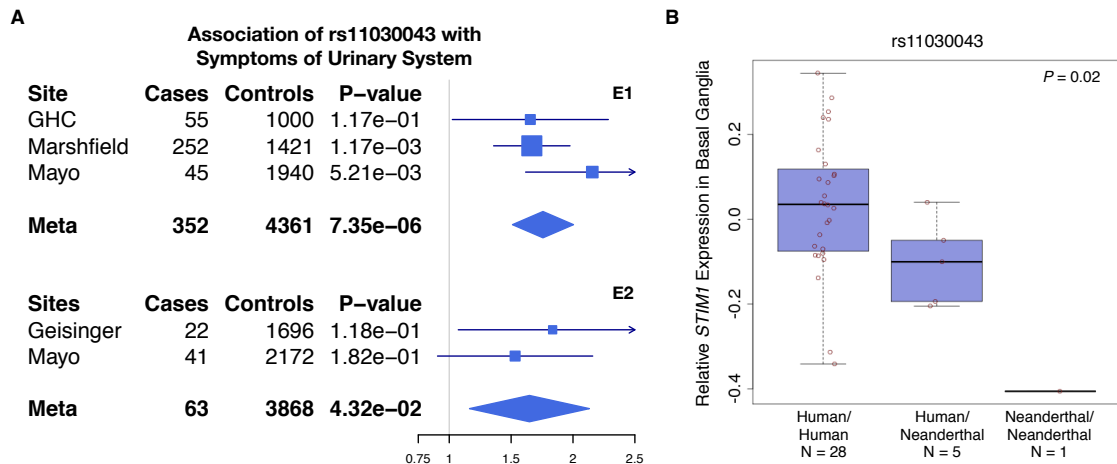 A
Association of rs11030043 with
Symptoms of Urinary System
Site Cases Controls P−value
E1
GHC 55 1000 1.17e−01
Marshfield 252 1421 1.17e−03
Mayo 45 1940 5.21e−03
Meta 352 4361 7.35e−06
Sites Cases Controls P−value
E2
Geisinger 22 1696 1.18e−01
Mayo 41 2172 1.82e−01
Meta 63 3868 4.32e−02
0.75 1 1.5 2 2.5
B
rs11030043
P = 0.02
Relative STIM1 Expression in Basal Ganglia
0.2
0.0
-0.2
-0.4
Human/
Human
N = 28
Human/
Neanderthal
N = 5
Neanderthal/
Neanderthal
N = 1